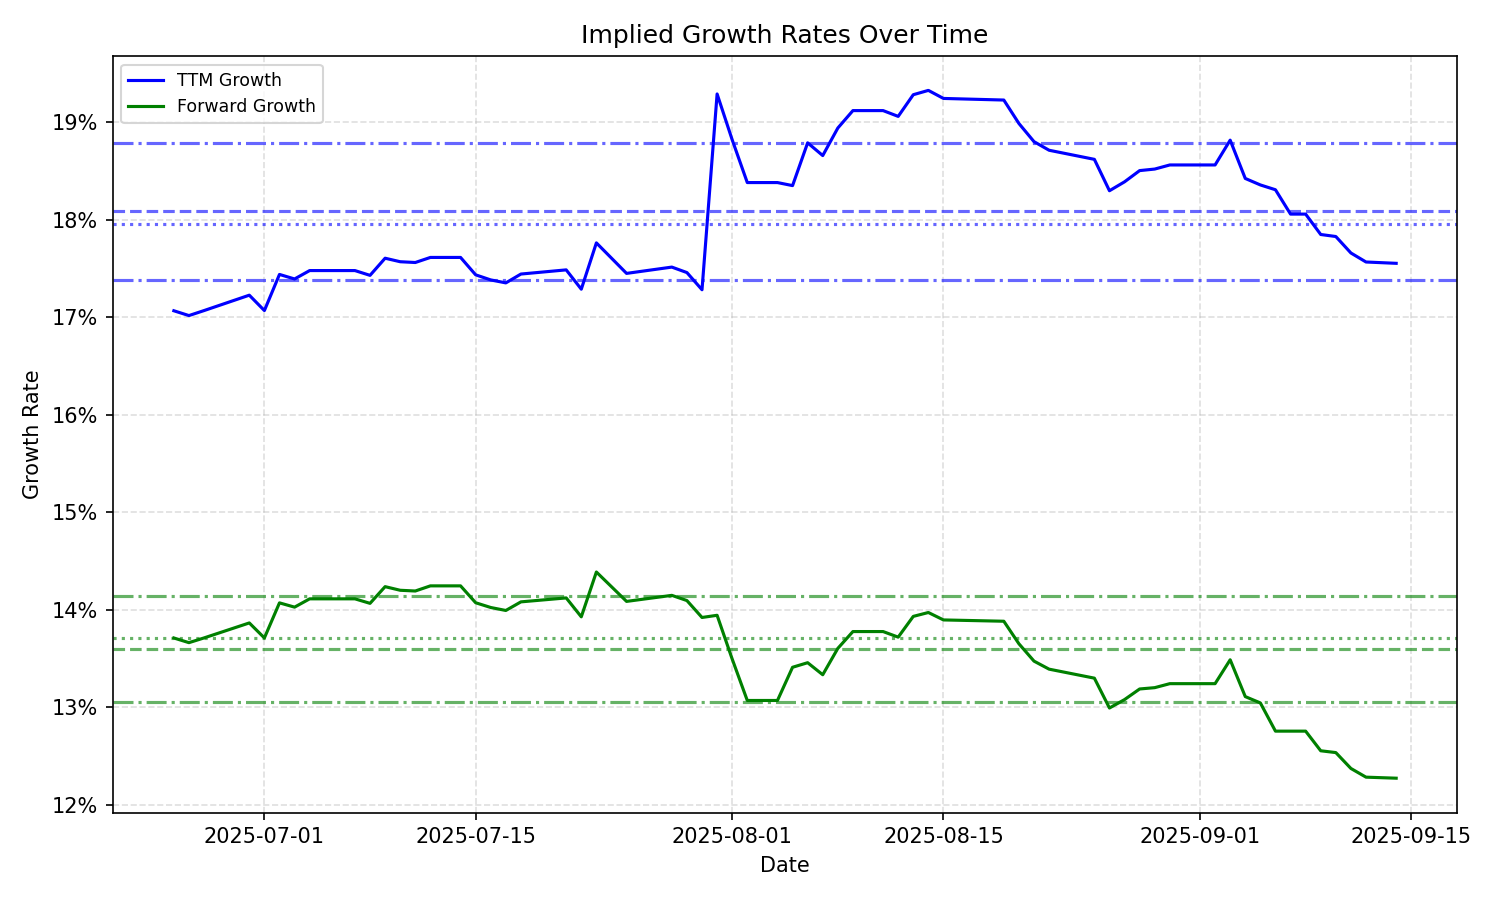 Implied Growth Rates Over Time
TTM Growth
Forward Growth
19%
18%
17%
16%
15%
14%
13%
12%
Growth Rate
2025-07-01
2025-07-15
2025-08-01
2025-08-15
2025-09-01
2025-09-15
Date